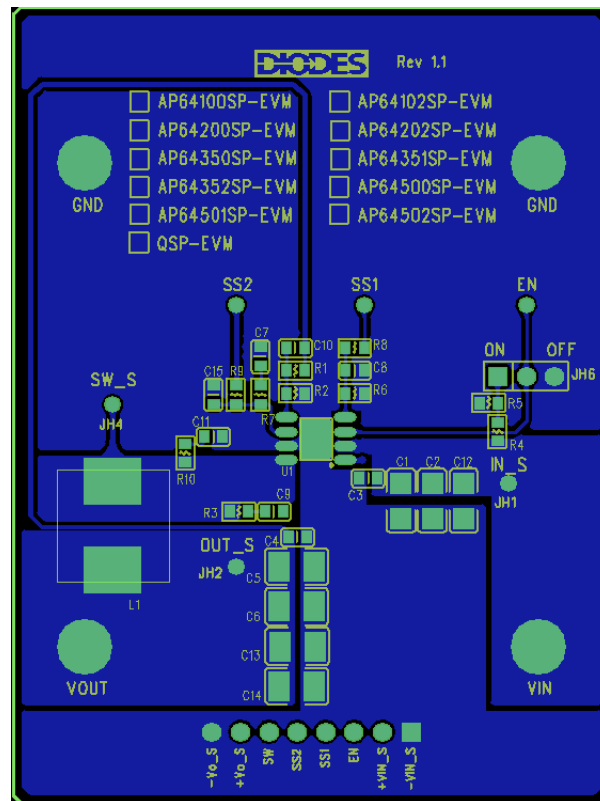 DIODES Rev 1.1
AP64100SP-EVM AP64102SP-EVM
AP64200SP-EVM AP64202SP-EVM
AP64350SP-EVM AP64351SP-EVM
AP64352SP-EVM AP64500SP-EVM
AP64501SP-EVM AP64502SP-EVM
QSP-EVM
GND GND
SS2 SS1 EN
C7 C10 R8
ON OFF
R1 C8
JH6
SW_S C15 R9 R2 R6 R5
JH4 C11 R7 R4
U1
R10 C3 C1 C2 C12 IN_S
JH1
R3 C9
OUT_S C4
JH2 C5
L1 C6
C13
VOUT VIN
C14
-Vo_S +Vo_S SW SS2 SS1 EN +VIN_S -VIN_S